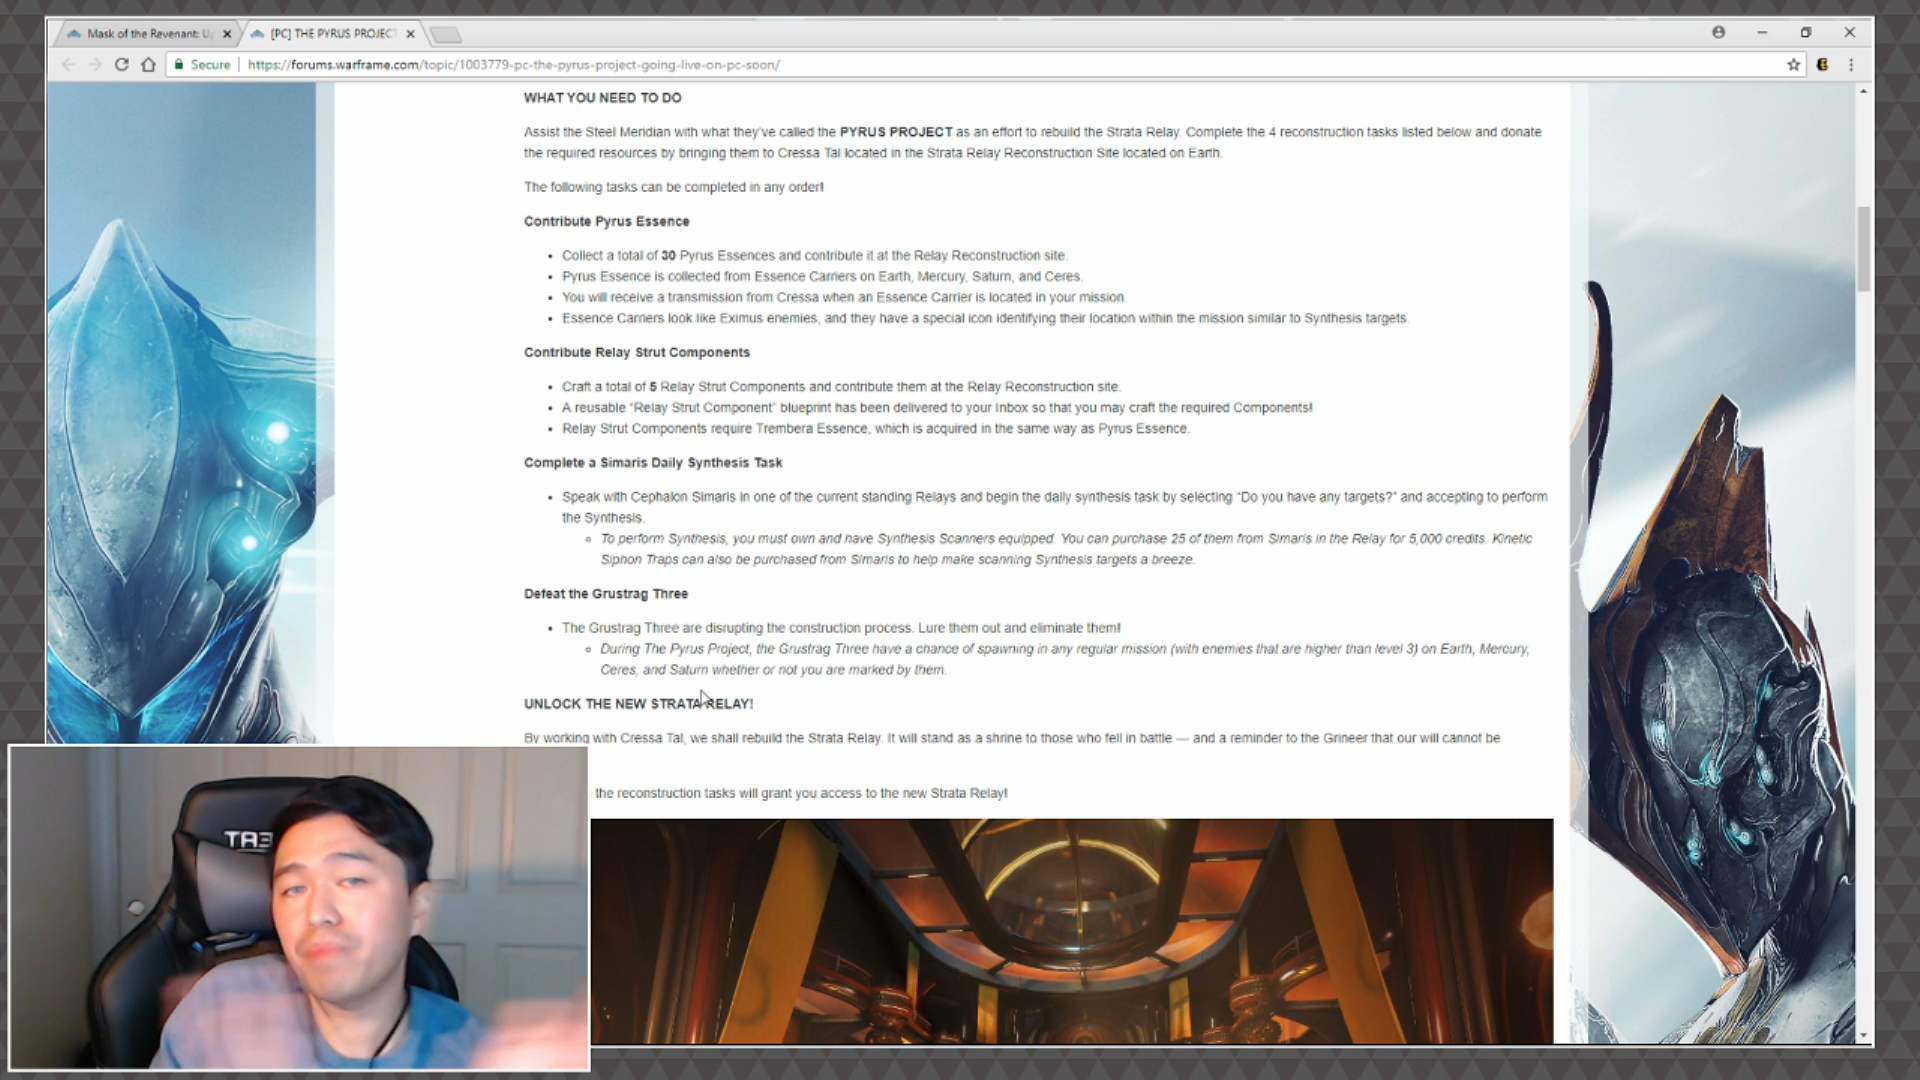 Mask of the Revenant: U
[PC] THE PYRUS PROJECT
Secure
https://forums.warframe.com/topic/1003779-pc-the-pyrus-project-going-live-on-pc-soon/
WHAT YOU NEED TO DO
Assist the Steel Meridian with what they've called the PYRUS PROJECT as an effort to rebuild the Strata Relay. Complete the 4 reconstruction tasks listed below and donate
the required resources by bringing them to Cressa Tal located in the Strata Relay Reconstruction Site located on Earth.
The following tasks can be completed in any order!
Contribute Pyrus Essence
• Collect a total of 30 Pyrus Essences and contribute it at the Relay Reconstruction site.
• Pyrus Essence is collected from Essence Carriers on Earth, Mercury, Saturn, and Ceres.
• You will receive a transmission from Cressa when an Essence Carrier is located in your mission.
• Essence Carriers look like Eximus enemies, and they have a special icon identifying their location within the mission similar to Synthesis targets.
Contribute Relay Strut Components
• Craft a total of 5 Relay Strut Components and contribute them at the Relay Reconstruction site.
• A reusable "Relay Strut Component" blueprint has been delivered to your Inbox so that you may craft the required Components!
• Relay Strut Components require Trembera Essence, which is acquired in the same way as Pyrus Essence.
Complete a Simaris Daily Synthesis Task
• Speak with Cephalon Simaris in one of the current standing Relays and begin the daily synthesis task by selecting "Do you have any targets?" and accepting to perform
the Synthesis.
◦ To perform Synthesis, you must own and have Synthesis Scanners equipped. You can purchase 25 of them from Simaris in the Relay for 5,000 credits. Kinetic
Siphon Traps can also be purchased from Simaris to help make scanning Synthesis targets a breeze.
Defeat the Grustrag Three
• The Grustrag Three are disrupting the construction process. Lure them out and eliminate them!
◦ During The Pyrus Project, the Grustrag Three have a chance of spawning in any regular mission (with enemies that are higher than level 3) on Earth, Mercury,
Ceres, and Saturn whether or not you are marked by them.
UNLOCK THE NEW STRATA RELAY!
By working with Cressa Tal, we shall rebuild the Strata Relay. It will stand as a shrine to those who fell in battle — and a reminder to the Grineer that our will cannot be
the reconstruction tasks will grant you access to the new Strata Relay!